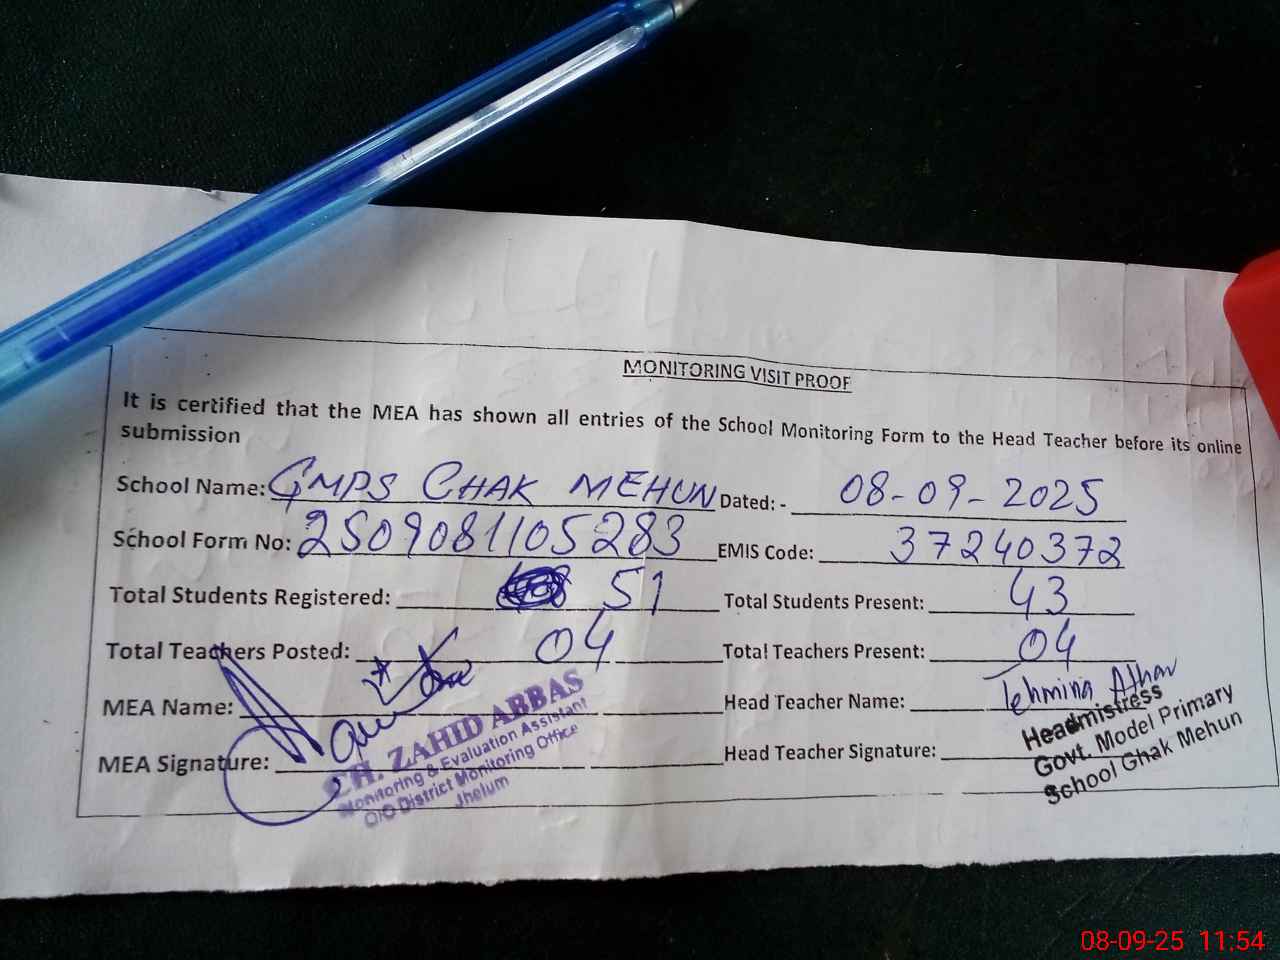 MONITORING VISIT PROOF
It is certified that the MEA has shown all entries of the School Monitoring Form to the Head Teacher before its online
submission
School Name: GMPS CHAK MEHUN Dated: - 08-09-2025
School Form No: 2509081105283 EMIS Code: 37240372
Total Students Registered: 51 Total Students Present: 43
Total Teachers Posted: 04 Total Teachers Present: 04
MEA Name: Head Teacher Name: Tehmina Athar
MEA Signature: Head Teacher Signature:
CH. ZAHID ABBAS
Monitoring & Evaluation Assistant
O/O District Monitoring Office
Jhelum
Headmistress
Govt. Model Primary
School Ghak Mehun
08-09-25 11:54